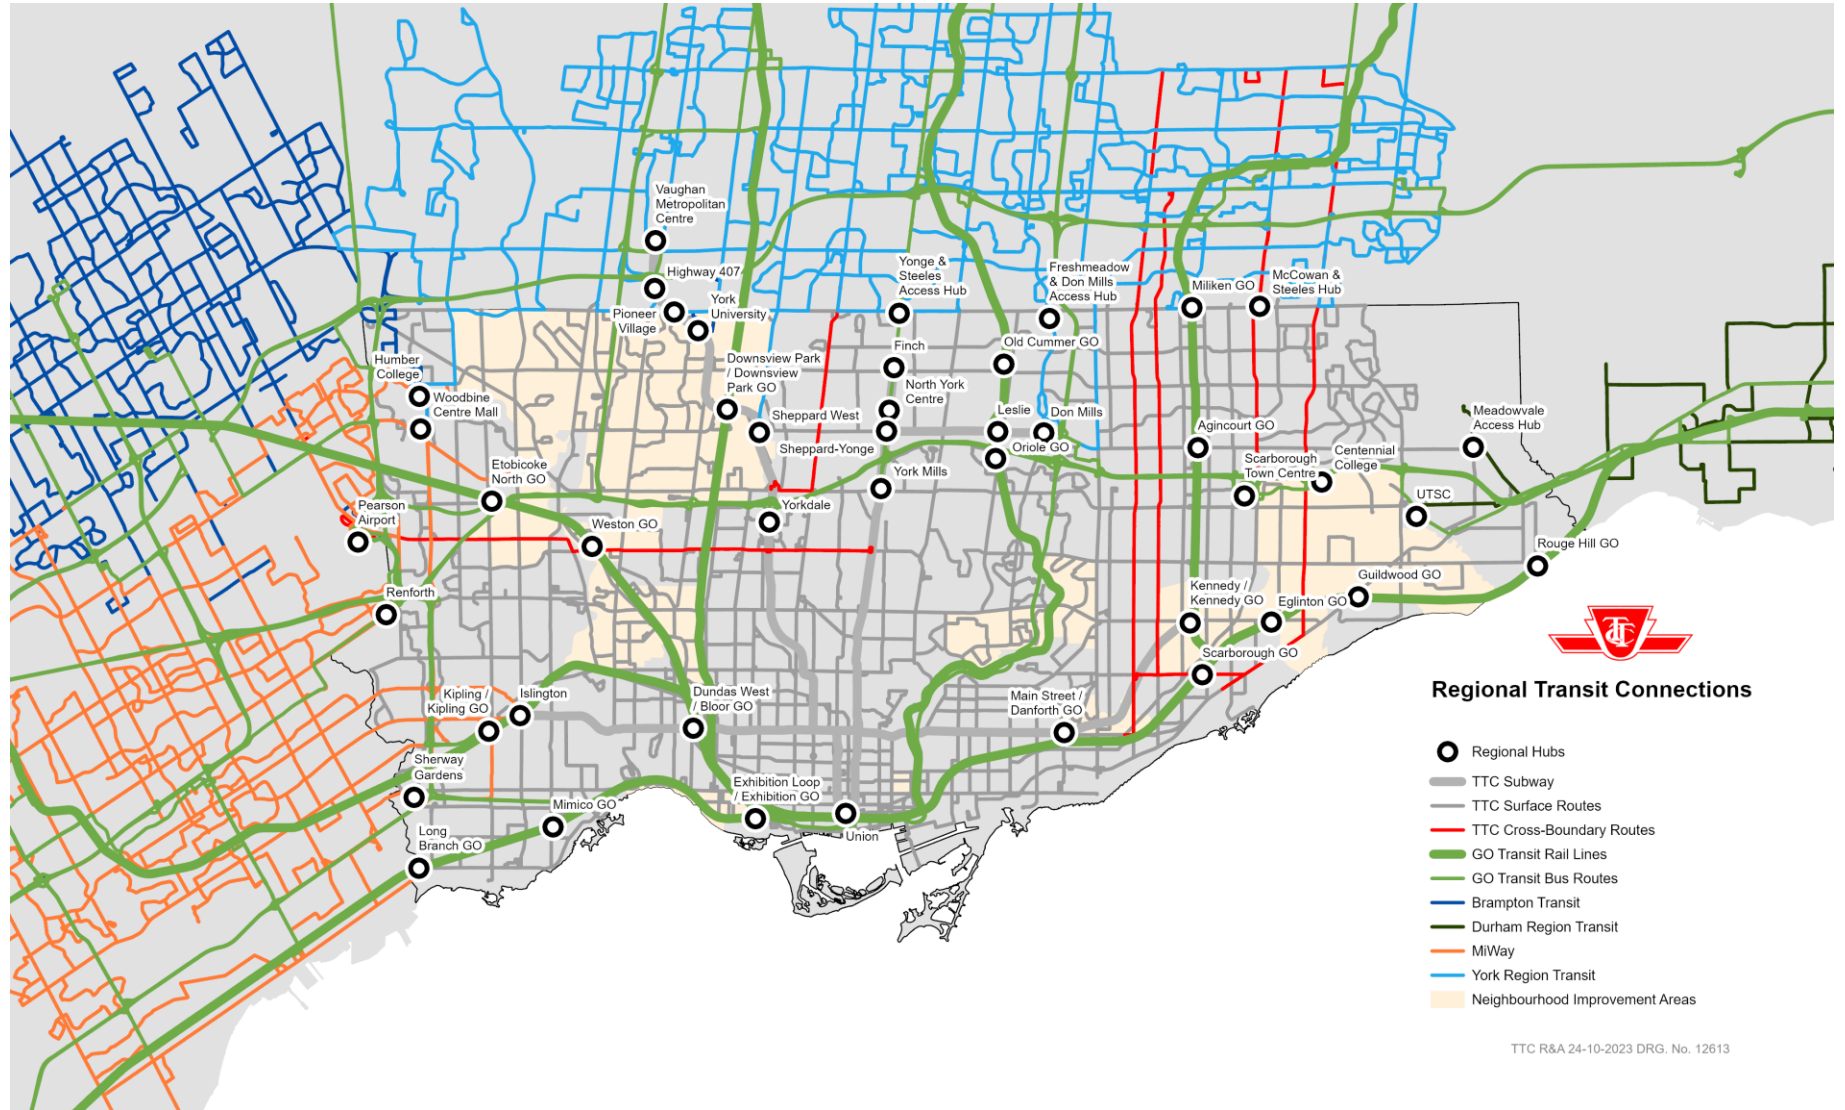 Vaughan
Metropolitan
Centre
Highway 407
Pioneer
Village
York
University
Yonge &
Steeles
Access Hub
Freshmeadow
& Don Mills
Access Hub
Miliken GO
McCowan &
Steeles Hub
Humber
College
Woodbine
Centre Mall
Downsview Park
/ Downsview
Park GO
Finch
Old Cummer GO
North York
Centre
Sheppard West
Sheppard-Yonge
Leslie
Don Mills
Oriole GO
Agincourt GO
Meadowvale
Access Hub
Scarborough
Town Centre
Centennial
College
Etobicoke
North GO
York Mills
UTSC
Pearson
Airport
Yorkdale
Weston GO
Rouge Hill GO
Renforth
Guildwood GO
Kennedy /
Kennedy GO
Eglinton GO
Scarborough GO
Kipling /
Kipling GO
Islington
Dundas West
/ Bloor GO
Main Street /
Danforth GO
Sherway
Gardens
Exhibition Loop
/ Exhibition GO
Mimico GO
Union
Long
Branch GO
TTC
Regional Transit Connections
Regional Hubs
TTC Subway
TTC Surface Routes
TTC Cross-Boundary Routes
GO Transit Rail Lines
GO Transit Bus Routes
Brampton Transit
Durham Region Transit
MiWay
York Region Transit
Neighbourhood Improvement Areas
TTC R&A 24-10-2023 DRG. No. 12613